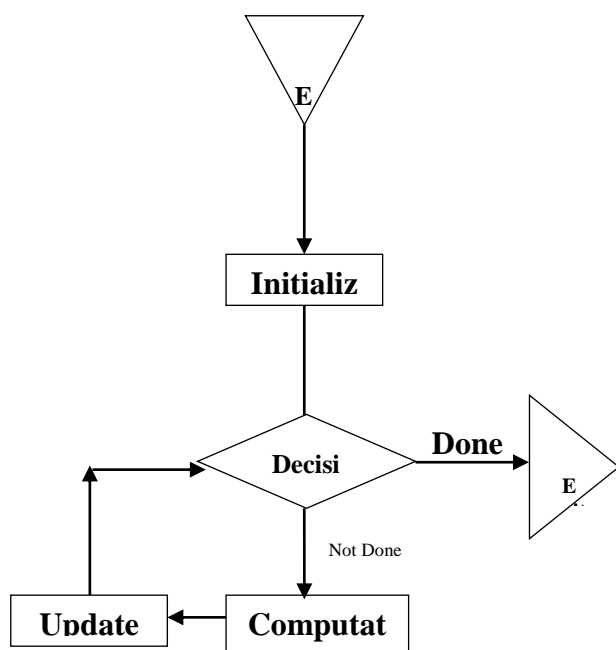 E
Initializ
Done
Decisi
E
Not Done
Update
Computat